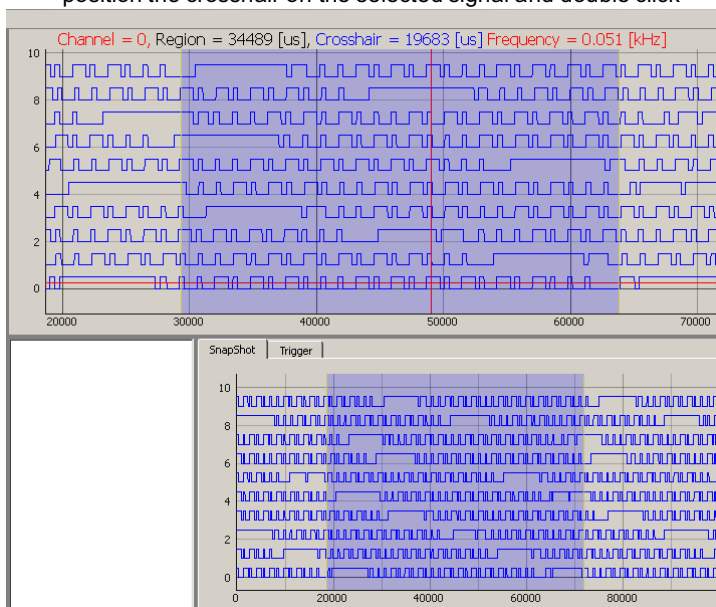 position the crosshair on the selected signal and double click
Channel = 0, Region = 34489 [us], Crosshair = 19683 [us] Frequency = 0.051 [kHz]
10
8
6
4
2
0
20000 30000 40000 50000 60000 70000
SnapShot Trigger
10
8
6
4
2
0
0 20000 40000 60000 80000